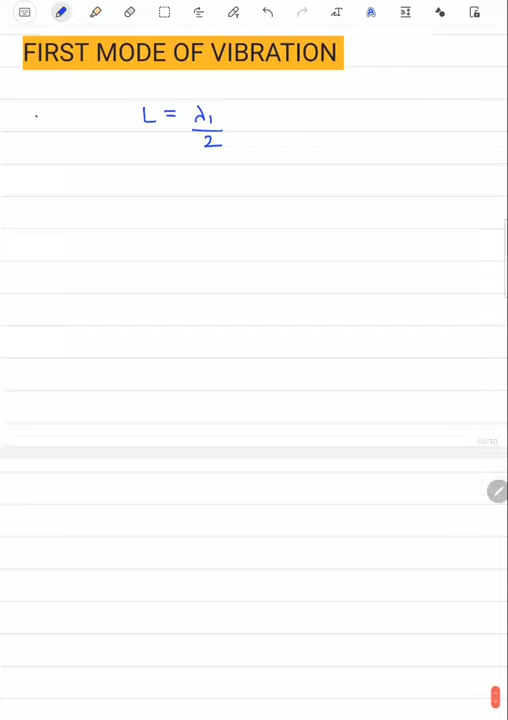 FIRST MODE OF VIBRATION
L = λ₁/2